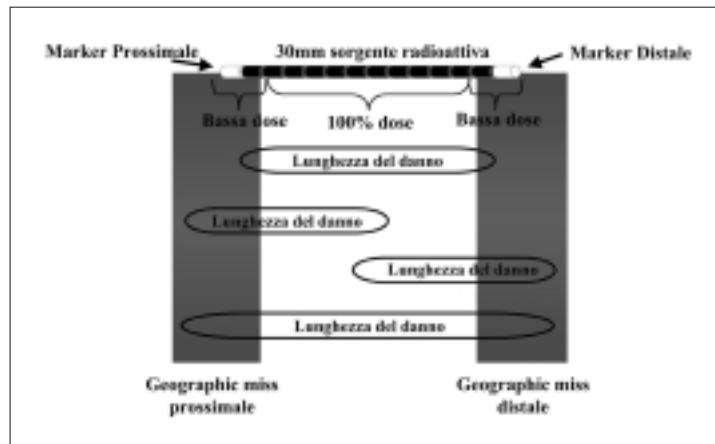 Marker Prossimale
30mm sorgente radioattiva
Marker Distale
Bassa dose
100% dose
Bassa dose
Lunghezza del danno
Lunghezza del danno
Lunghezza del danno
Lunghezza del danno
Geographic miss
prossimale
Geographic miss
distale